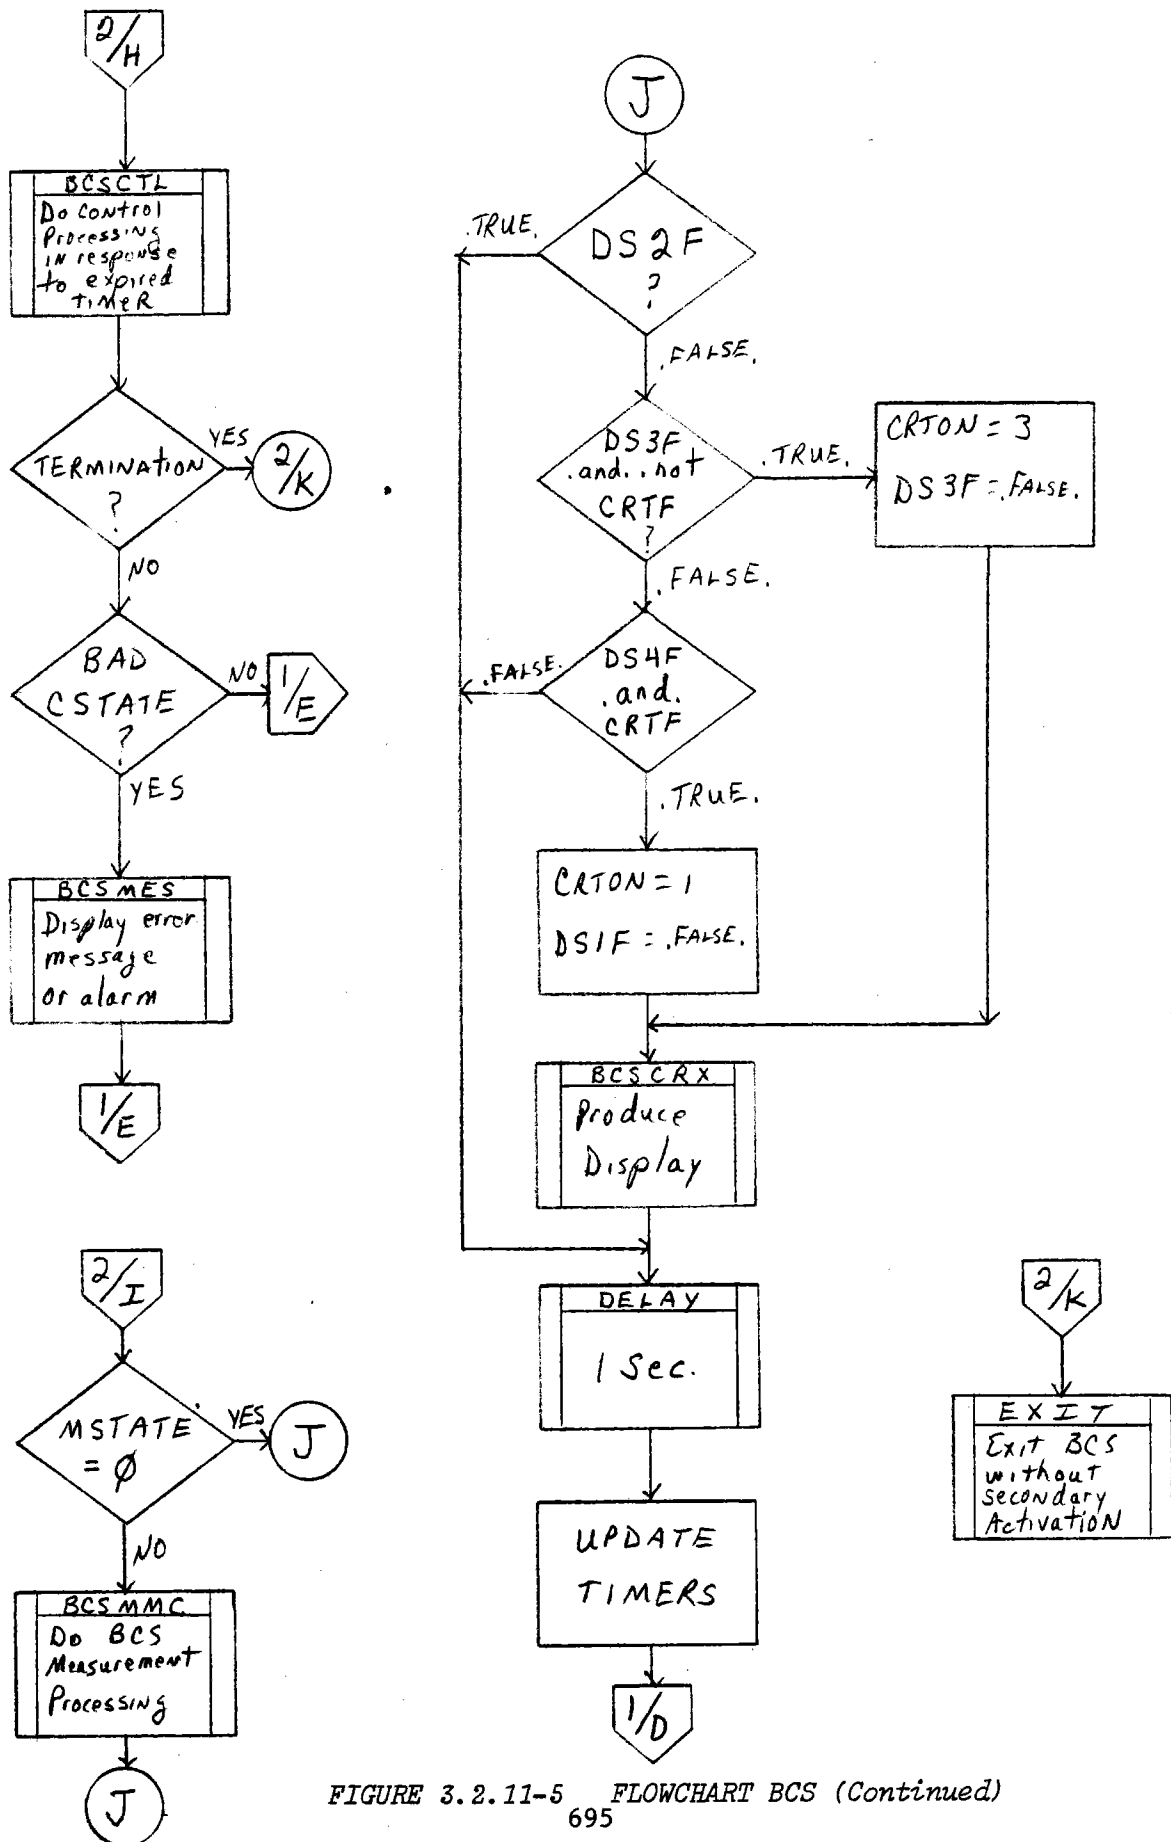 2/H
BCSCTL
Do control
Processing
in response
to expired
timer
TERMINATION
?
YES
2/K
NO
BAD
CSTATE
?
NO
1/E
YES
BCSMES
Display error
message
or alarm
1/E
2/I
MSTATE
= Ø
YES
J
NO
BCSMMC
Do BCS
Measurement
Processing
J
J
DS2F
?
.TRUE.
.FALSE.
DS3F
.and..not
CRTF
?
.TRUE.
CRTON = 3
DS3F = .FALSE.
.FALSE.
DS4F
.and.
CRTF
.FALSE.
.TRUE.
CRTON = 1
DS1F = .FALSE.
BCSCRX
Produce
Display
DELAY
1 Sec.
UPDATE
TIMERS
1/D
2/K
EXIT
Exit BCS
without
secondary
Activation
FIGURE 3.2.11-5 FLOWCHART BCS (Continued)
695